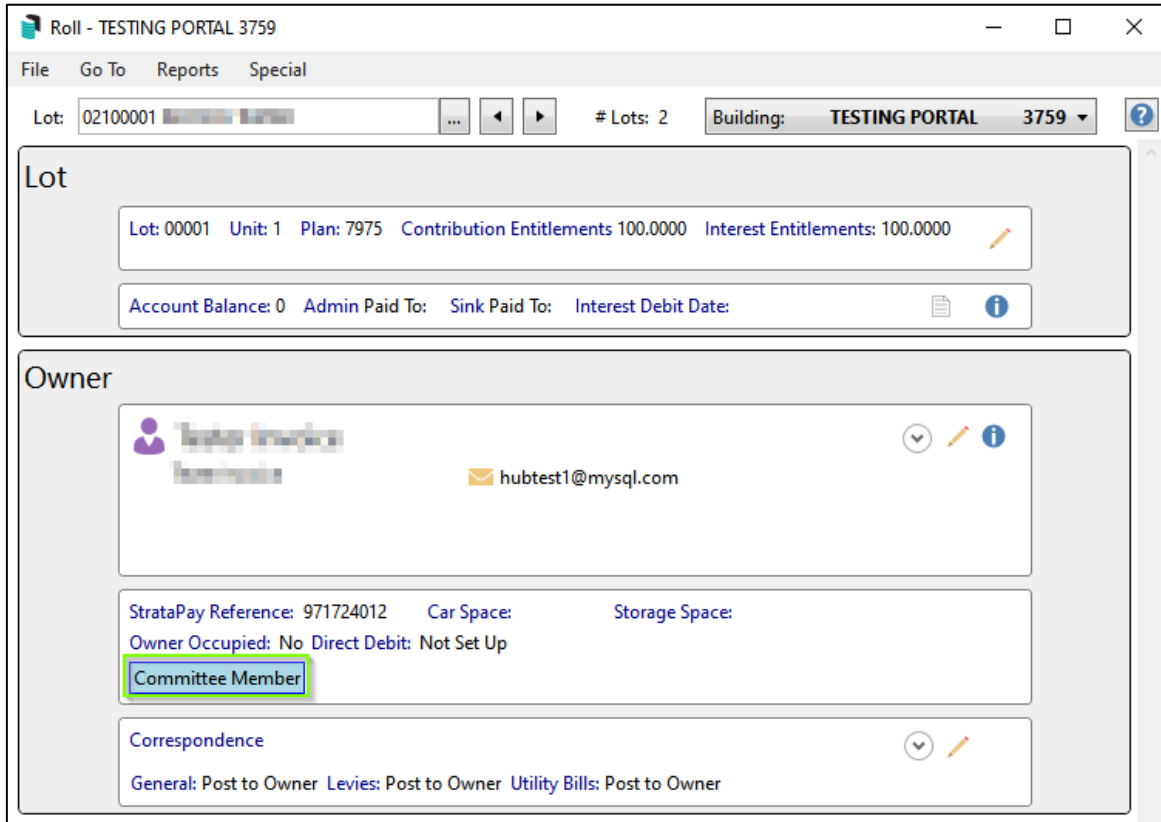 Roll - TESTING PORTAL 3759
File Go To Reports Special
Lot: 02100001 ... # Lots: 2 Building: TESTING PORTAL 3759 ?
Lot
Lot: 00001 Unit: 1 Plan: 7975 Contribution Entitlements 100.0000 Interest Entitlements: 100.0000
Account Balance: 0 Admin Paid To: Sink Paid To: Interest Debit Date:
Owner
hubtest1@mysql.com
StrataPay Reference: 971724012 Car Space: Storage Space:
Owner Occupied: No Direct Debit: Not Set Up
Committee Member
Correspondence
General: Post to Owner Levies: Post to Owner Utility Bills: Post to Owner